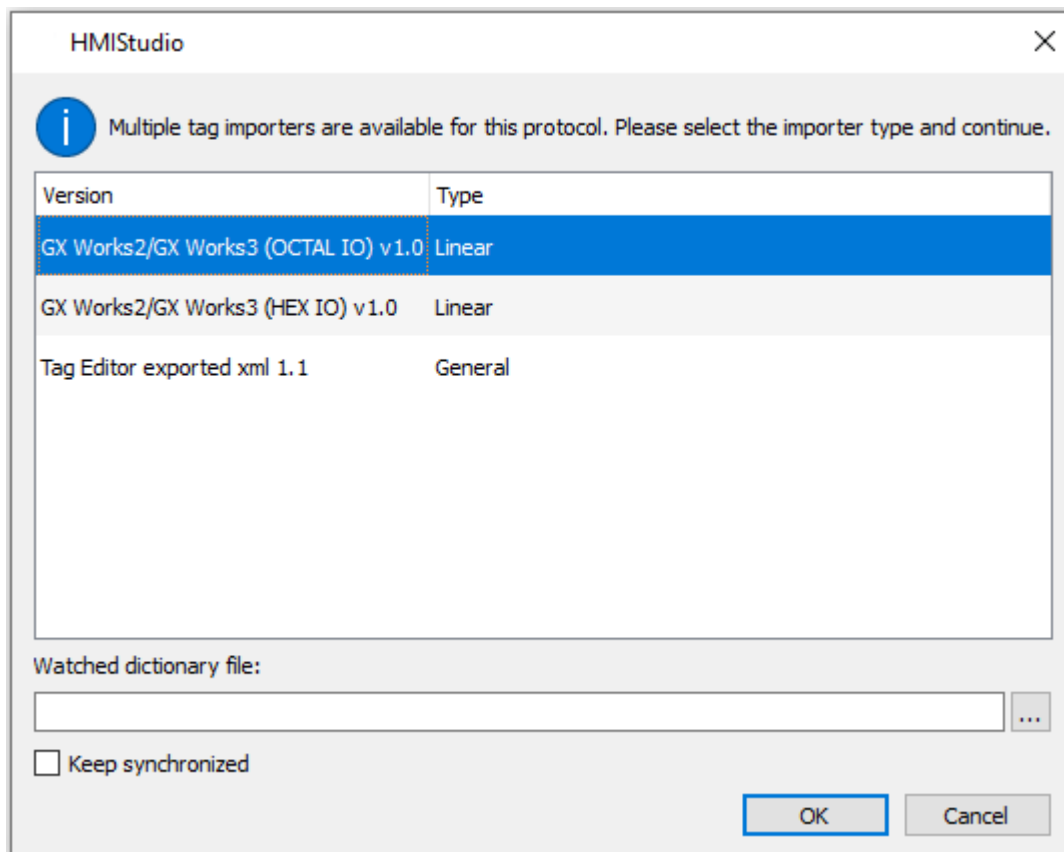 HMIStudio
Multiple tag importers are available for this protocol. Please select the importer type and continue.
Version Type
GX Works2/GX Works3 (OCTAL IO) v1.0 Linear
GX Works2/GX Works3 (HEX IO) v1.0 Linear
Tag Editor exported xml 1.1 General
Watched dictionary file:
...
Keep synchronized
OK Cancel